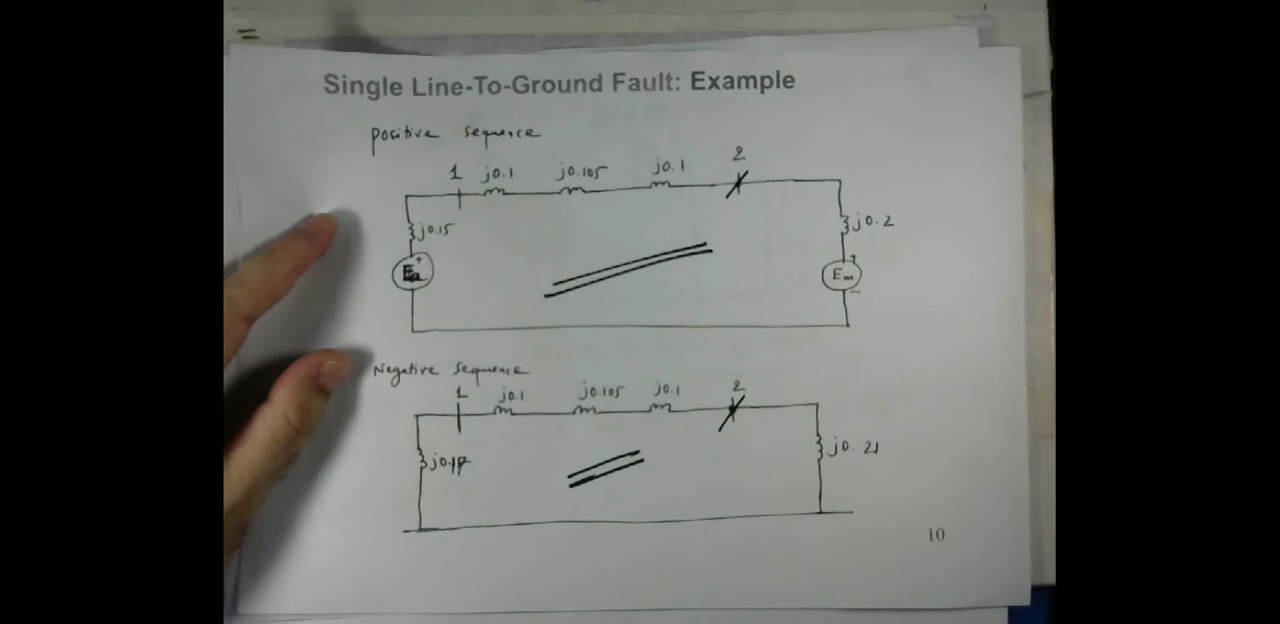 Single Line-To-Ground Fault: Example
Positive sequence
1 j0.1 j0.105 j0.1 2
j0.15 j0.2
+ +
Em
-
Negative sequence
1 j0.1 j0.105 j0.1 2
j0.17 j0.21
10